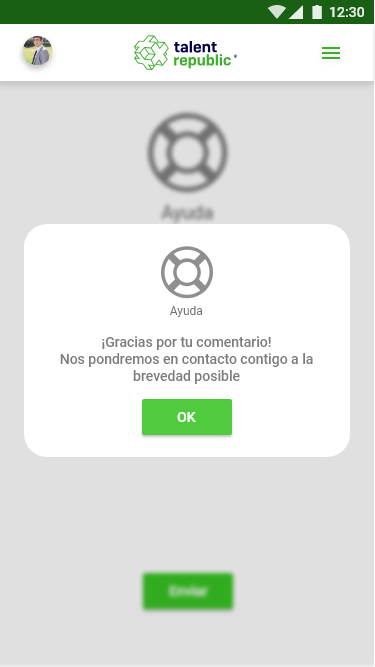 12:30
talent
republic
Ayuda
Ayuda
¡Gracias por tu comentario!
Nos pondremos en contacto contigo a la
brevedad posible
OK
Enviar